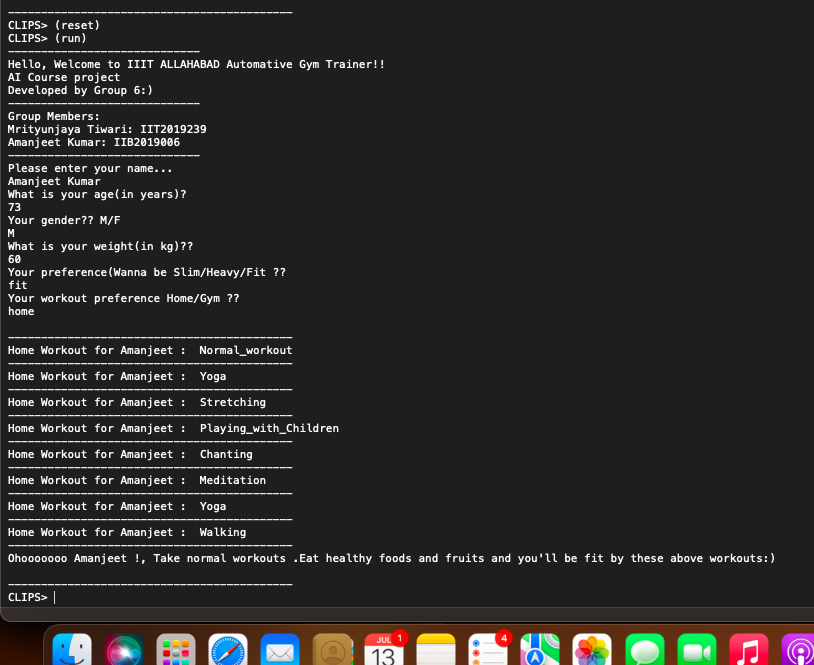 ------------------------------------------
CLIPS> (reset)
CLIPS> (run)
----------------------------
Hello, Welcome to IIIT ALLAHABAD Automative Gym Trainer!!
AI Course project
Developed by Group 6:)
----------------------------
Group Members:
Mrityunjaya Tiwari: IIT2019239
Amanjeet Kumar: IIB2019006
----------------------------
Please enter your name...
Amanjeet Kumar
What is your age(in years)?
73
Your gender?? M/F
M
What is your weight(in kg)??
60
Your preference(Wanna be Slim/Heavy/Fit ??
fit
Your workout preference Home/Gym ??
home
------------------------------------------
Home Workout for Amanjeet :  Normal_workout
------------------------------------------
Home Workout for Amanjeet :  Yoga
------------------------------------------
Home Workout for Amanjeet :  Stretching
------------------------------------------
Home Workout for Amanjeet :  Playing_with_Children
------------------------------------------
Home Workout for Amanjeet :  Chanting
------------------------------------------
Home Workout for Amanjeet :  Meditation
------------------------------------------
Home Workout for Amanjeet :  Yoga
------------------------------------------
Home Workout for Amanjeet :  Walking
------------------------------------------
Ohooooooo Amanjeet !, Take normal workouts .Eat healthy foods and fruits and you'll be fit by these above workouts:)
------------------------------------------
CLIPS>
JUL 1 4
13